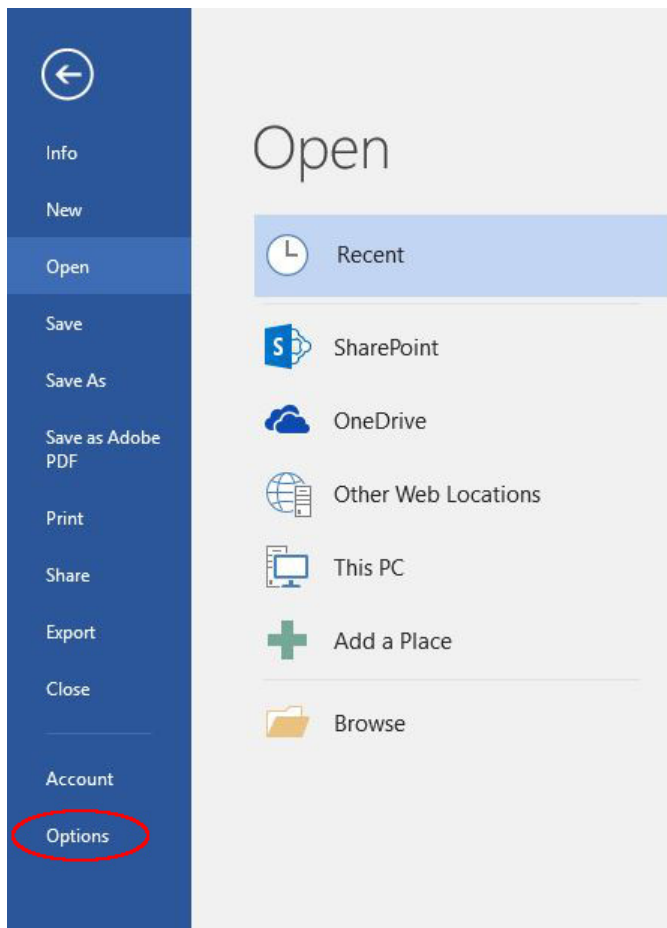 Info
New
Open
Save
Save As
Save as Adobe
PDF
Print
Share
Export
Close
Account
Options
Open
Recent
S
SharePoint
OneDrive
Other Web Locations
This PC
Add a Place
Browse